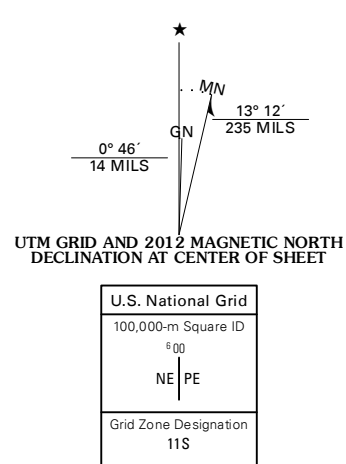 ★
MN
GN
13° 12´
235 MILS
0° 46´
14 MILS
UTM GRID AND 2012 MAGNETIC NORTH
DECLINATION AT CENTER OF SHEET
U.S. National Grid
100,000-m Square ID
⁶00
NE PE
Grid Zone Designation
11S